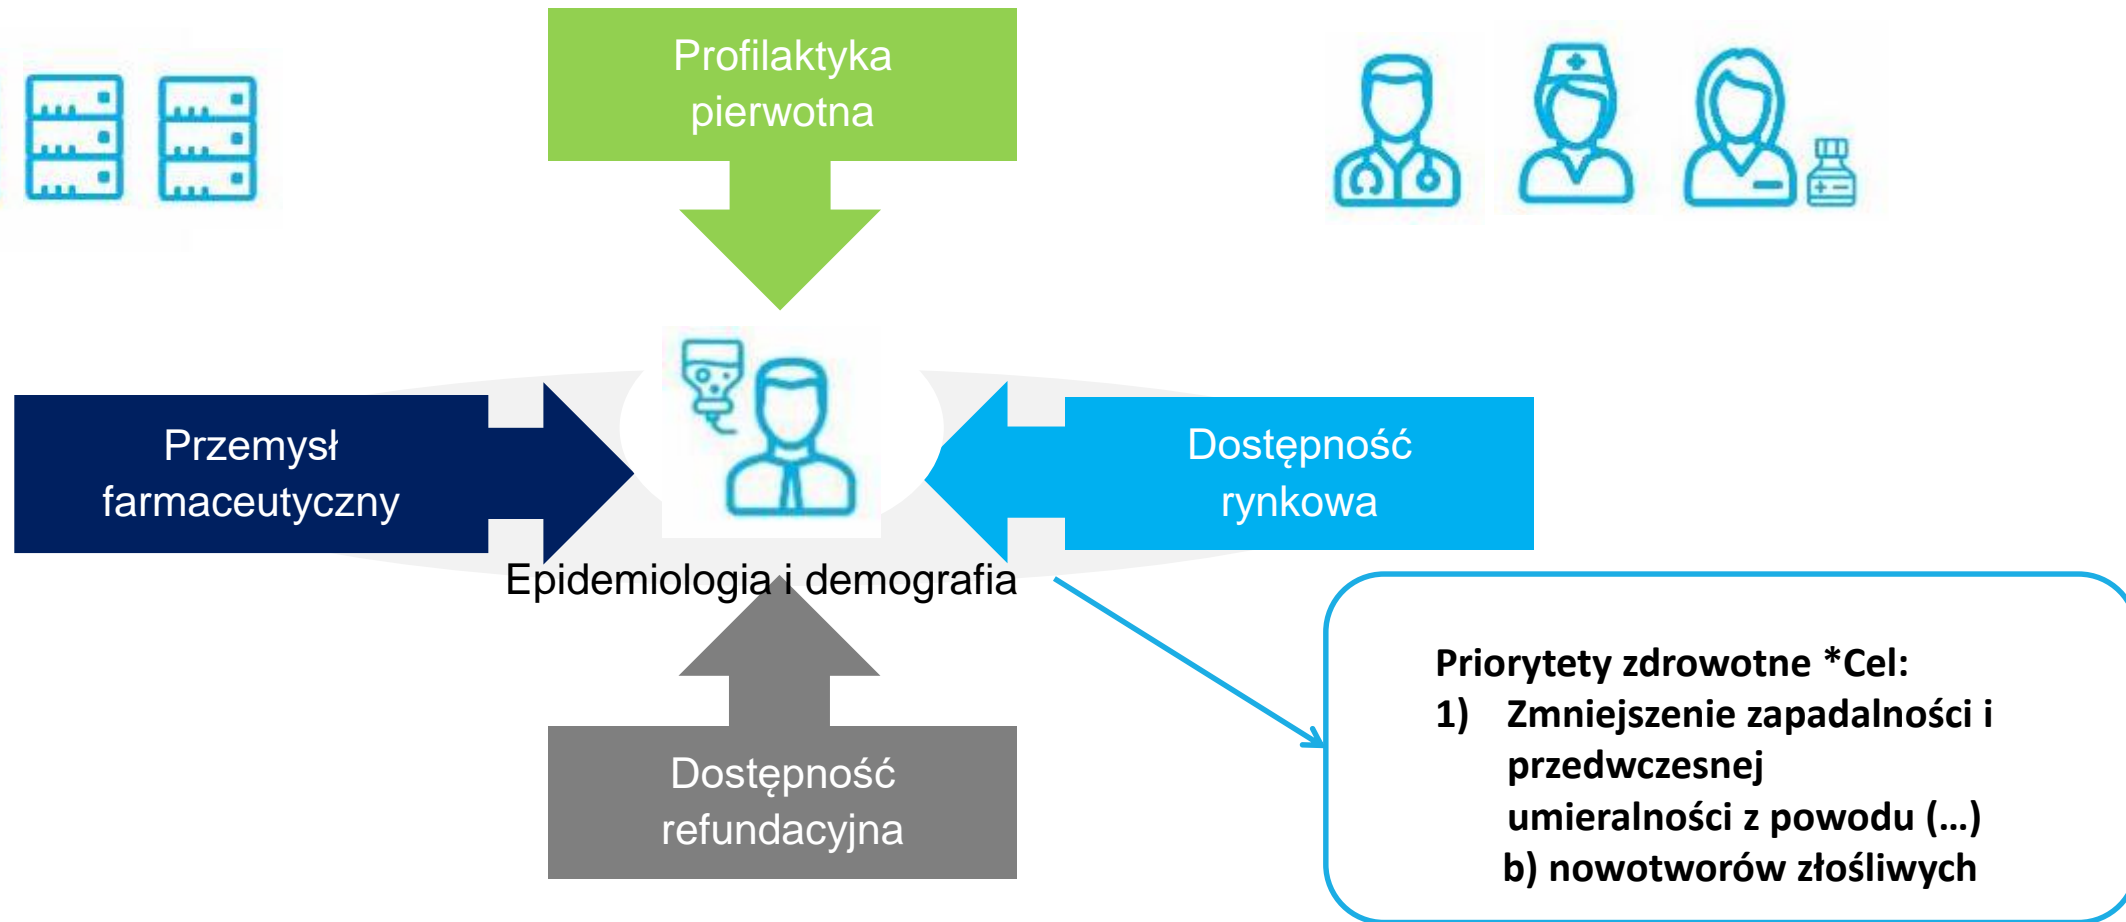 Profilaktyka
pierwotna
Przemysł
farmaceutyczny
Dostępność
rynkowa
Epidemiologia i demografia
Dostępność
refundacyjna
Priorytety zdrowotne *Cel:
1) Zmniejszenie zapadalności i
przedwczesnej
umieralności z powodu (...)
b) nowotworów złośliwych